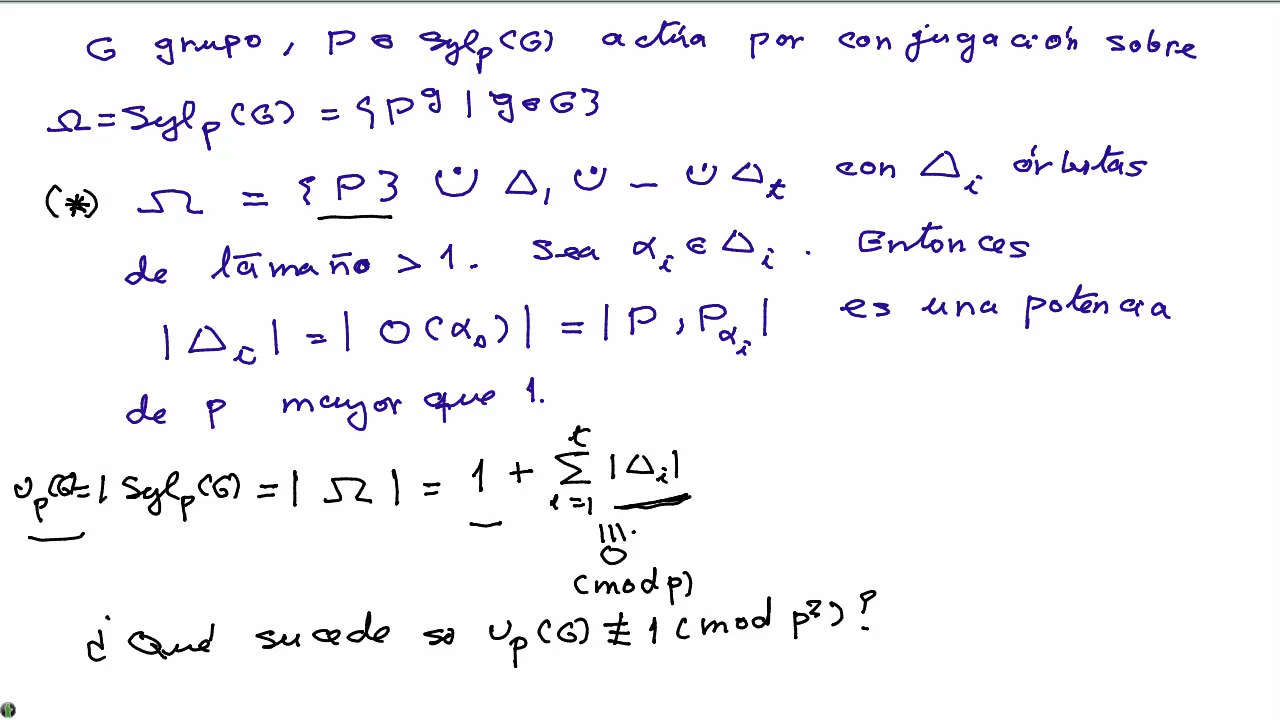 G grupo, P ∈ Syl_p(G) actúa por conjugación sobre
Ω = Syl_p(G) = {P^g | g ∈ G}
(*) Ω = {P} ∪̇ Δ_1 ∪̇ – ∪̇ Δ_t con Δ_i órbitas
de tamaño > 1. Sea α_i ∈ Δ_i. Entonces
|Δ_i| = |O(α_i)| = |P, P_{α_i}| es una potencia
de p mayor que 1.
ν_p(G) = |Syl_p(G)| = |Ω| = 1 + ∑_{i=1}^{t} |Δ_i|
≡
0
(mod p)
¿Qué sucede si ν_p(G) ≢ 1 (mod p²)?